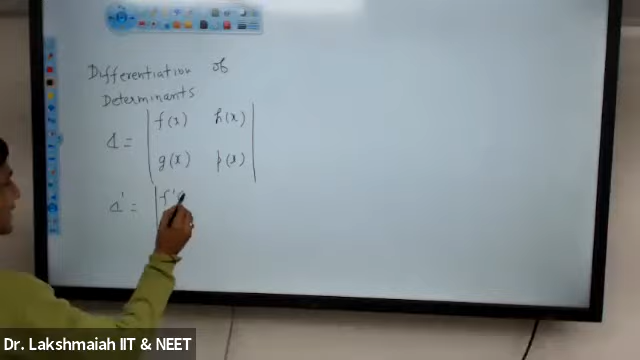 Differentiation of
Determinants
Δ = | f(x) h(x) |
| g(x) p(x) |
Δ' = | f'(
Dr. Lakshmaiah IIT & NEET